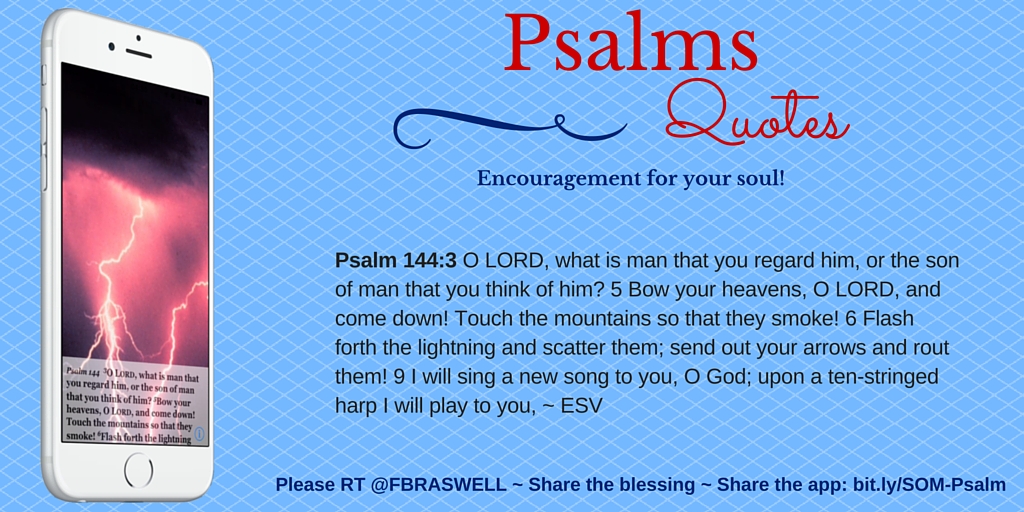 Psalms
Quotes
Encouragement for your soul!
Psalm 144:3 O LORD, what is man that you regard him, or the son
of man that you think of him? 5 Bow your heavens, O LORD, and
come down! Touch the mountains so that they smoke! 6 Flash
forth the lightning and scatter them; send out your arrows and rout
them! 9 I will sing a new song to you, O God; upon a ten-stringed
harp I will play to you, ~ ESV
Psalm 144 3O LORD, what is man that
you regard him, or the son of man
that you think of him? 5Bow your
heavens, O LORD, and come down!
Touch the mountains so that they
smoke! 6Flash forth the lightning
Please RT @FBRASWELL ~ Share the blessing ~ Share the app: bit.ly/SOM-Psalm